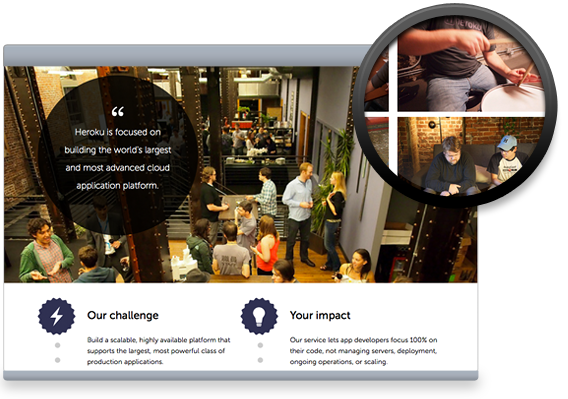 “
Heroku is focused on
building the world's largest
and most advanced cloud
application platform.
Our challenge
Build a scalable, highly available platform that
supports the largest, most powerful class of
production applications.
Your impact
Our service lets app developers focus 100% on
their code, not managing servers, deployment,
ongoing operations, or scaling.